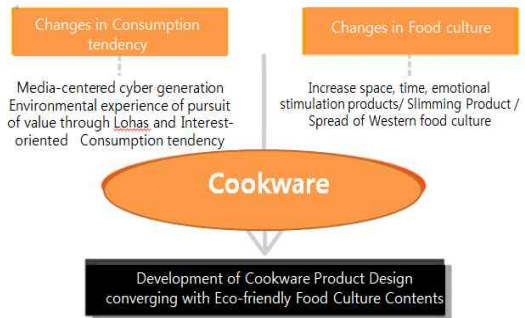 Changes in Consumption
tendency
Changes in Food culture
Media-centered cyber generation
Environmental experience of pursuit
of value through Lohas and Interest-
oriented Consumption tendency
Increase space, time, emotional
stimulation products/ Slimming Product /
Spread of Western food culture
Cookware
Development of Cookware Product Design
converging with Eco-friendly Food Culture Contents